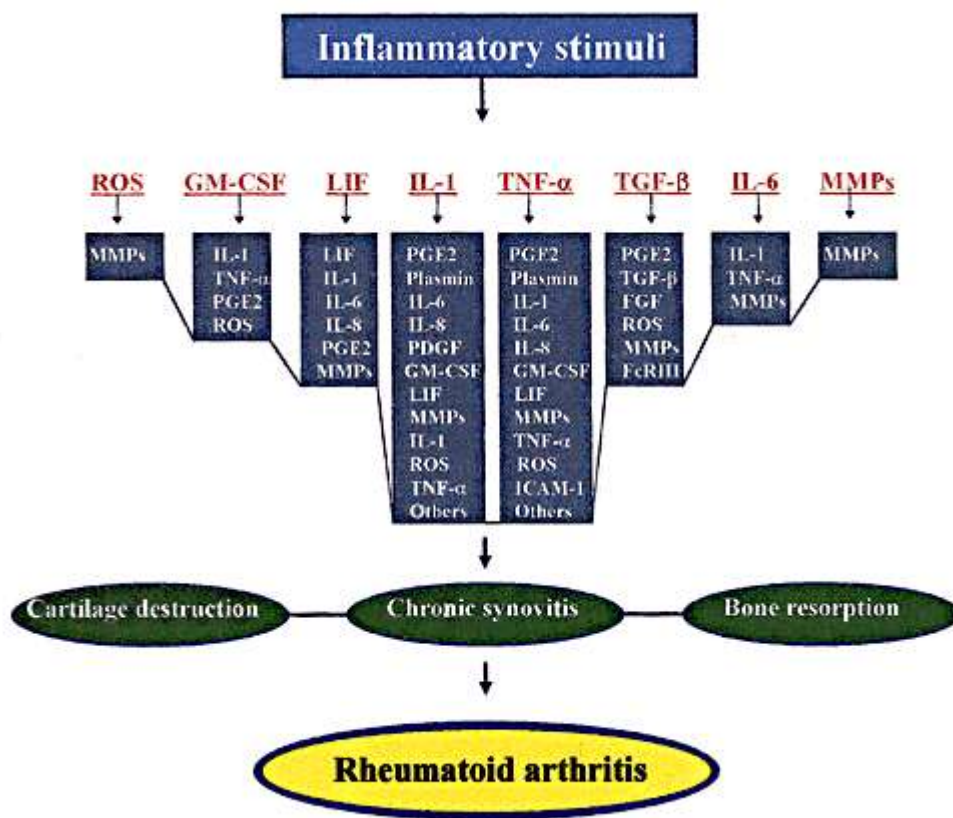 Inflammatory stimuli
ROS
GM-CSF
LIF
IL-1
TNF-α
TGF-β
IL-6
MMPs
MMPs
IL-1
TNF-α
PGE2
ROS
LIF
IL-1
IL-6
IL-8
PGE2
MMPs
PGE2
Plasmin
IL-6
IL-8
PDGF
GM-CSF
LIF
MMPs
IL-1
ROS
TNF-α
Others
PGE2
Plasmin
IL-1
IL-6
IL-8
GM-CSF
LIF
MMPs
TNF-α
ROS
ICAM-1
Others
PGE2
TGF-β
FGF
ROS
MMPs
FcRIII
IL-1
TNF-α
MMPs
MMPs
Cartilage destruction
Chronic synovitis
Bone resorption
Rheumatoid arthritis